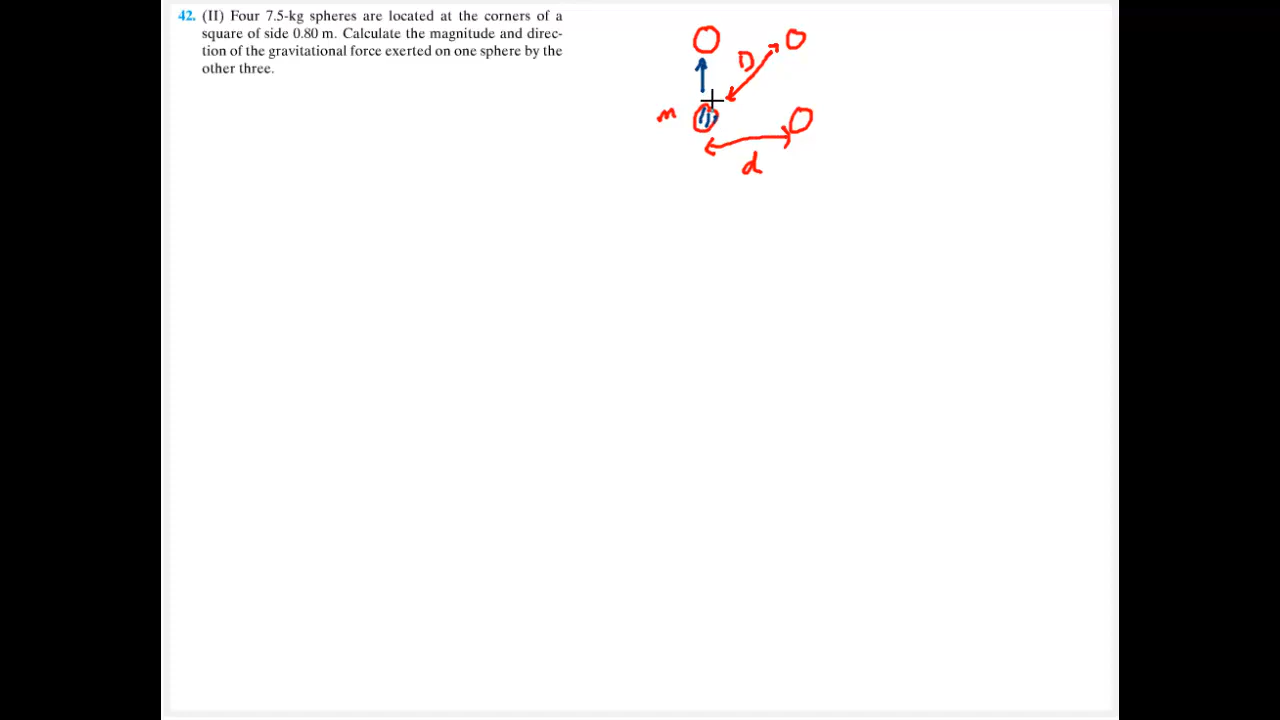 42. (II) Four 7.5-kg spheres are located at the corners of a
square of side 0.80 m. Calculate the magnitude and direc-
tion of the gravitational force exerted on one sphere by the
other three.
D
m
d